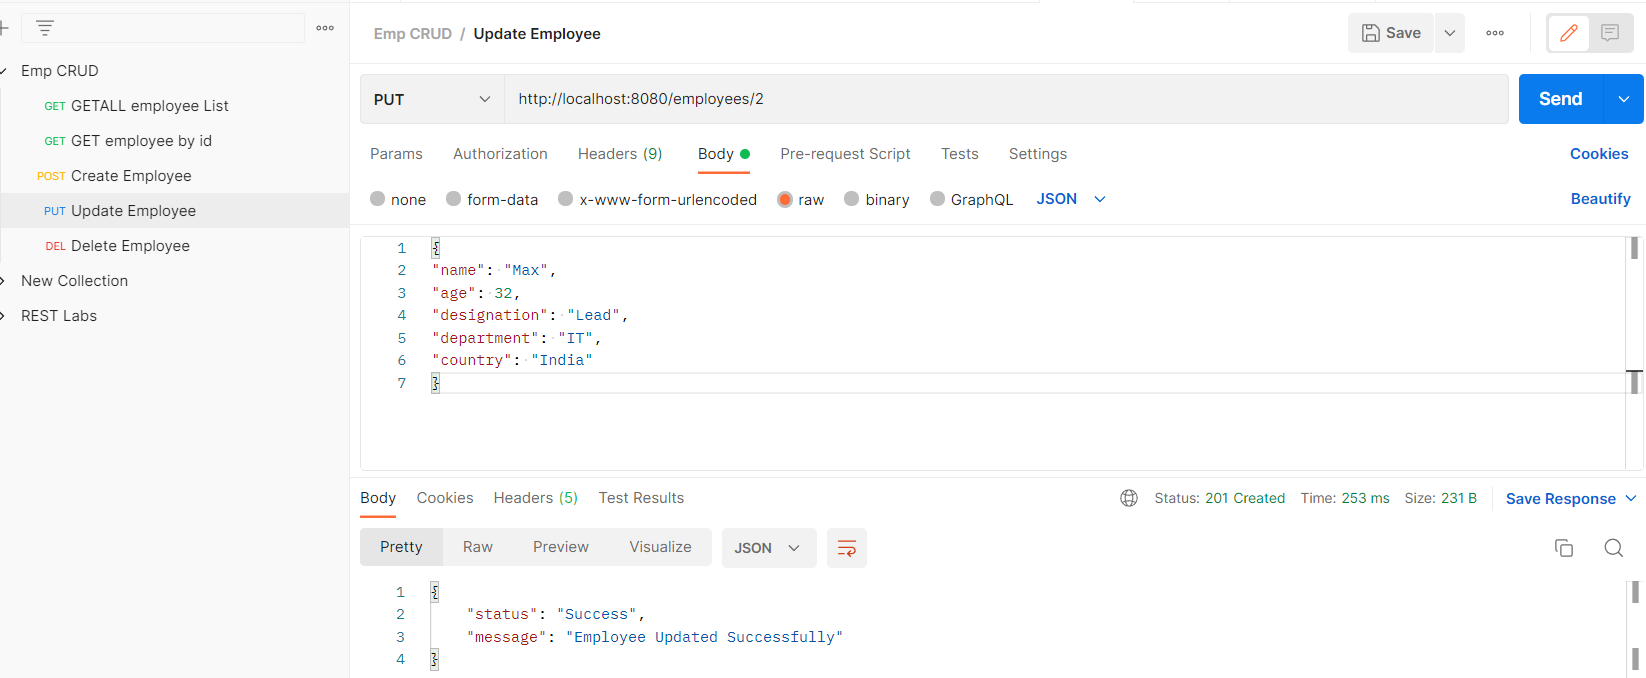 Emp CRUD / Update Employee
Save
Emp CRUD
GET GETALL employee List
GET GET employee by id
POST Create Employee
PUT Update Employee
DEL Delete Employee
New Collection
REST Labs
PUT http://localhost:8080/employees/2 Send
Params Authorization Headers (9) Body Pre-request Script Tests Settings Cookies
none form-data x-www-form-urlencoded raw binary GraphQL JSON Beautify
1 {
2 "name": "Max",
3 "age": 32,
4 "designation": "Lead",
5 "department": "IT",
6 "country": "India"
7 }
Body Cookies Headers (5) Test Results Status: 201 Created Time: 253 ms Size: 231 B Save Response
Pretty Raw Preview Visualize JSON
1 {
2 "status": "Success",
3 "message": "Employee Updated Successfully"
4 }